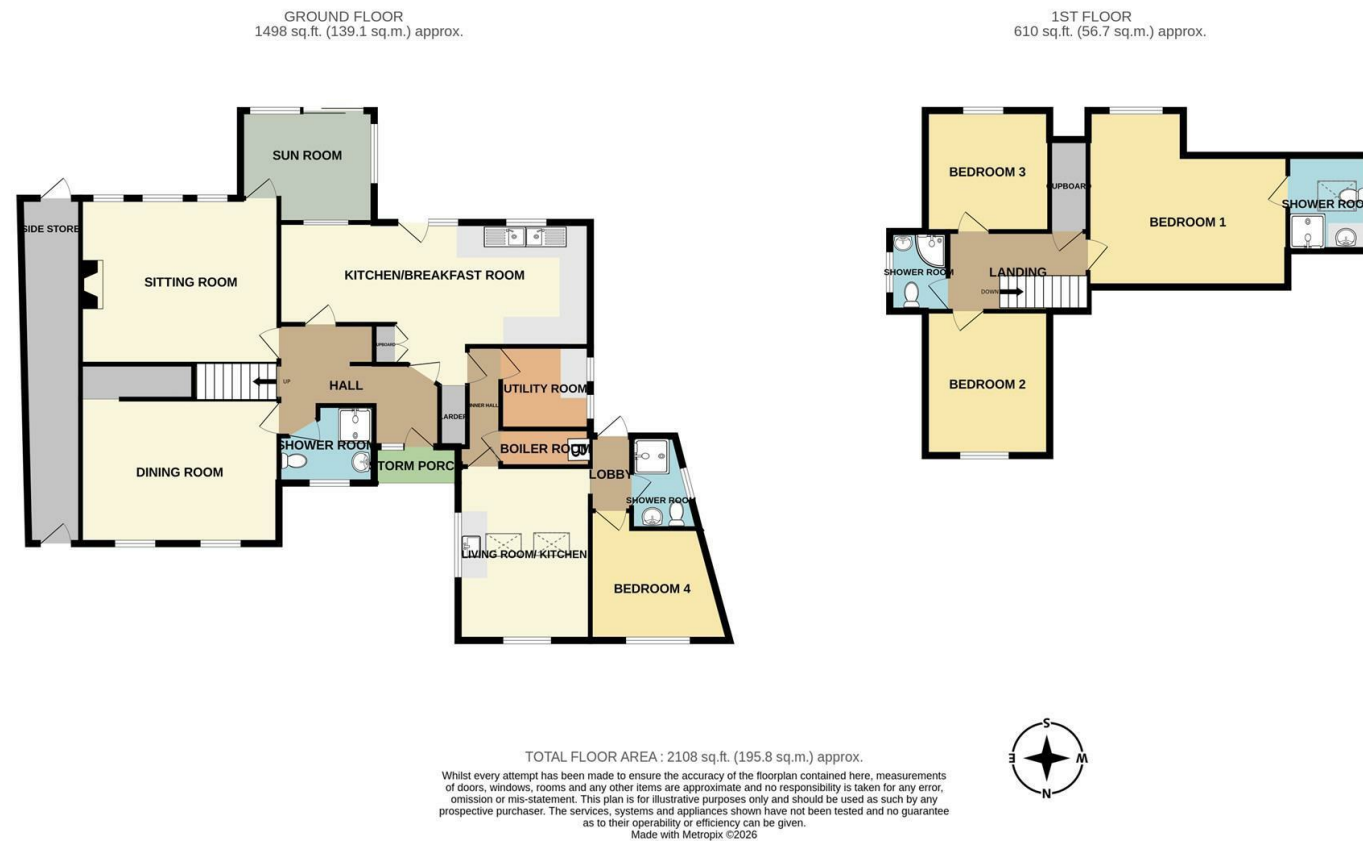 GROUND FLOOR
1498 sq.ft. (139.1 sq.m.) approx.
1ST FLOOR
610 sq.ft. (56.7 sq.m.) approx.
SUN ROOM
SIDE STORE
SITTING ROOM
KITCHEN/BREAKFAST ROOM
UPBOARD
UP
HALL
LARDER
INNER HALL
UTILITY ROOM
SHOWER ROOM
BOILER ROOM
DINING ROOM
TORM PORC
LOBBY
SHOWER ROOM
LIVING ROOM/ KITCHEN
BEDROOM 4
BEDROOM 3
CUPBOARD
BEDROOM 1
SHOWER ROOM
SHOWER ROOM
LANDING
DOWN
BEDROOM 2
S
E
W
N
TOTAL FLOOR AREA : 2108 sq.ft. (195.8 sq.m.) approx.
Whilst every attempt has been made to ensure the accuracy of the floorplan contained here, measurements
of doors, windows, rooms and any other items are approximate and no responsibility is taken for any error,
omission or mis-statement. This plan is for illustrative purposes only and should be used as such by any
prospective purchaser. The services, systems and appliances shown have not been tested and no guarantee
as to their operability or efficiency can be given.
Made with Metropix ©2026